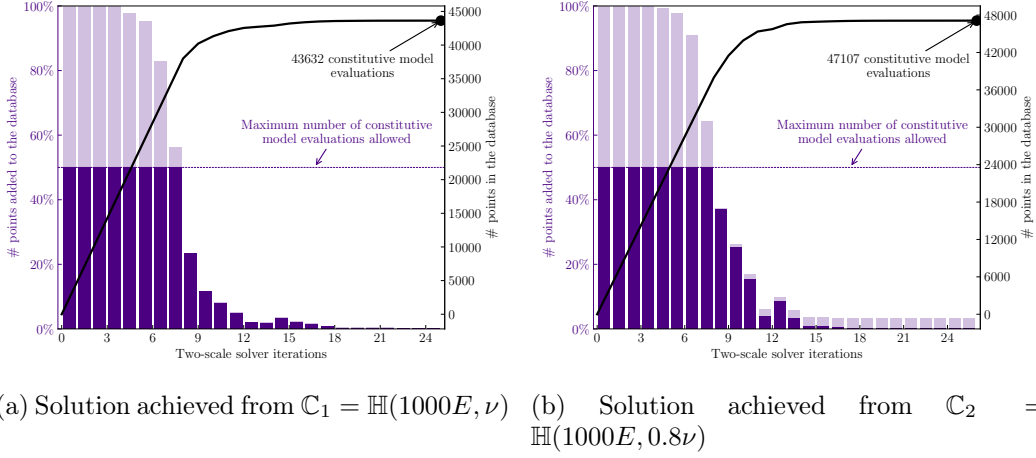 100%
80%
60%
40%
20%
0%
# points added to the database
45000
40000
35000
30000
25000
20000
15000
10000
5000
0
# points in the database
43632 constitutive model
evaluations
Maximum number of constitutive
model evaluations allowed
0 3 6 9 12 15 18 21 24
Two-scale solver iterations
100%
80%
60%
40%
20%
0%
# points added to the database
48000
42000
36000
30000
24000
18000
12000
6000
0
# points in the database
47107 constitutive model
evaluations
Maximum number of constitutive
model evaluations allowed
0 3 6 9 12 15 18 21 24
Two-scale solver iterations
a) Solution achieved from ℂ₁ = ℍ(1000E, ν)
(b) Solution achieved from ℂ₂ =
ℍ(1000E, 0.8ν)